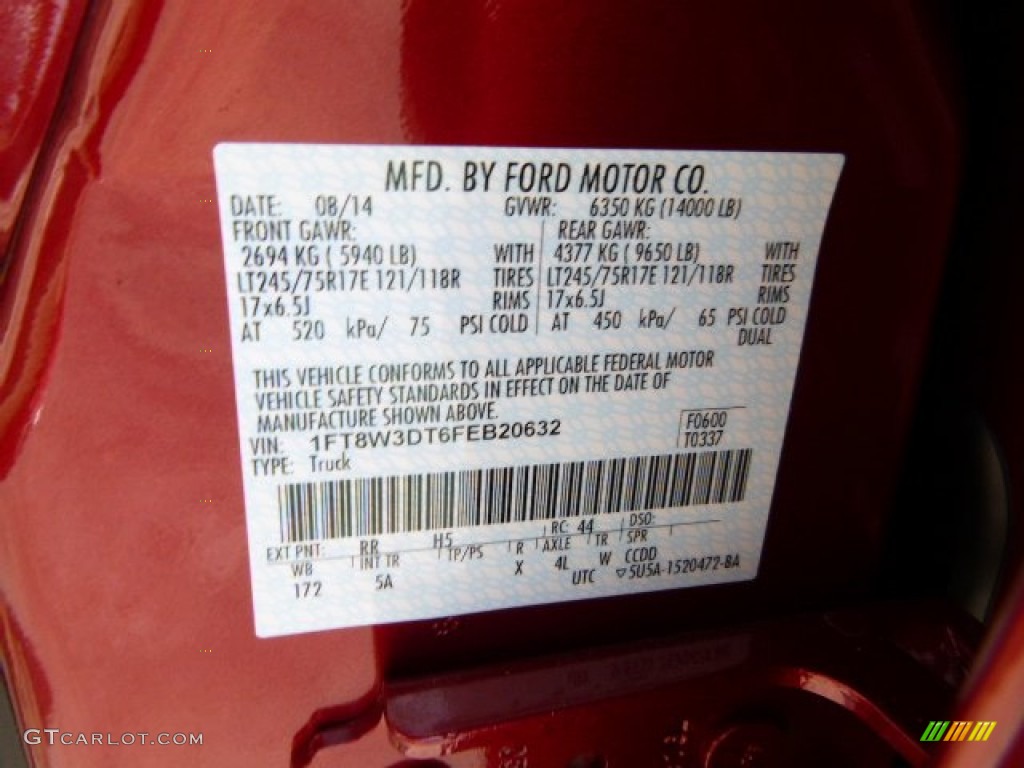 MFD. BY FORD MOTOR CO.
DATE: 08/14 GVWR: 6350 KG (14000 LB)
FRONT GAWR: REAR GAWR:
2694 KG ( 5940 LB) WITH 4377 KG ( 9650 LB) WITH
LT245/75R17E 121/118R TIRES LT245/75R17E 121/118R TIRES
17x6.5J RIMS 17x6.5J RIMS
AT 520 kPa/ 75 PSI COLD AT 450 kPa/ 65 PSI COLD
DUAL
THIS VEHICLE CONFORMS TO ALL APPLICABLE FEDERAL MOTOR
VEHICLE SAFETY STANDARDS IN EFFECT ON THE DATE OF
MANUFACTURE SHOWN ABOVE.
VIN: 1FT8W3DT6FEB20632 F0600
TYPE: Truck T0337
EXT PNT: RR H5 RC: 44 DSO:
WB INT TR TP/PS R AXLE TR SPR
172 5A X 4L W CCDD
UTC ▽5U5A-1520472-BA
GTCARLOT.COM